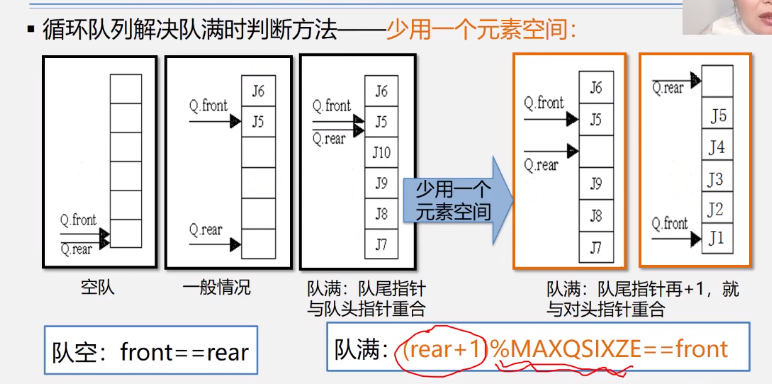 ▪ 循环队列解决队满时判断方法——少用一个元素空间：
Q.front
Q.rear
空队
J6
Q.front
J5
Q.rear
一般情况
J6
Q.front
J5
Q.rear
J10
J9
J8
J7
队满：队尾指针
与队头指针重合
少用一个
元素空间
J6
Q.front
J5
Q.rear
J9
J8
J7
Q.rear
J5
J4
J3
J2
Q.front
J1
队满：队尾指针再+1，就
与对头指针重合
队空：front==rear
队满：(rear+1)%MAXQSIXZE==front